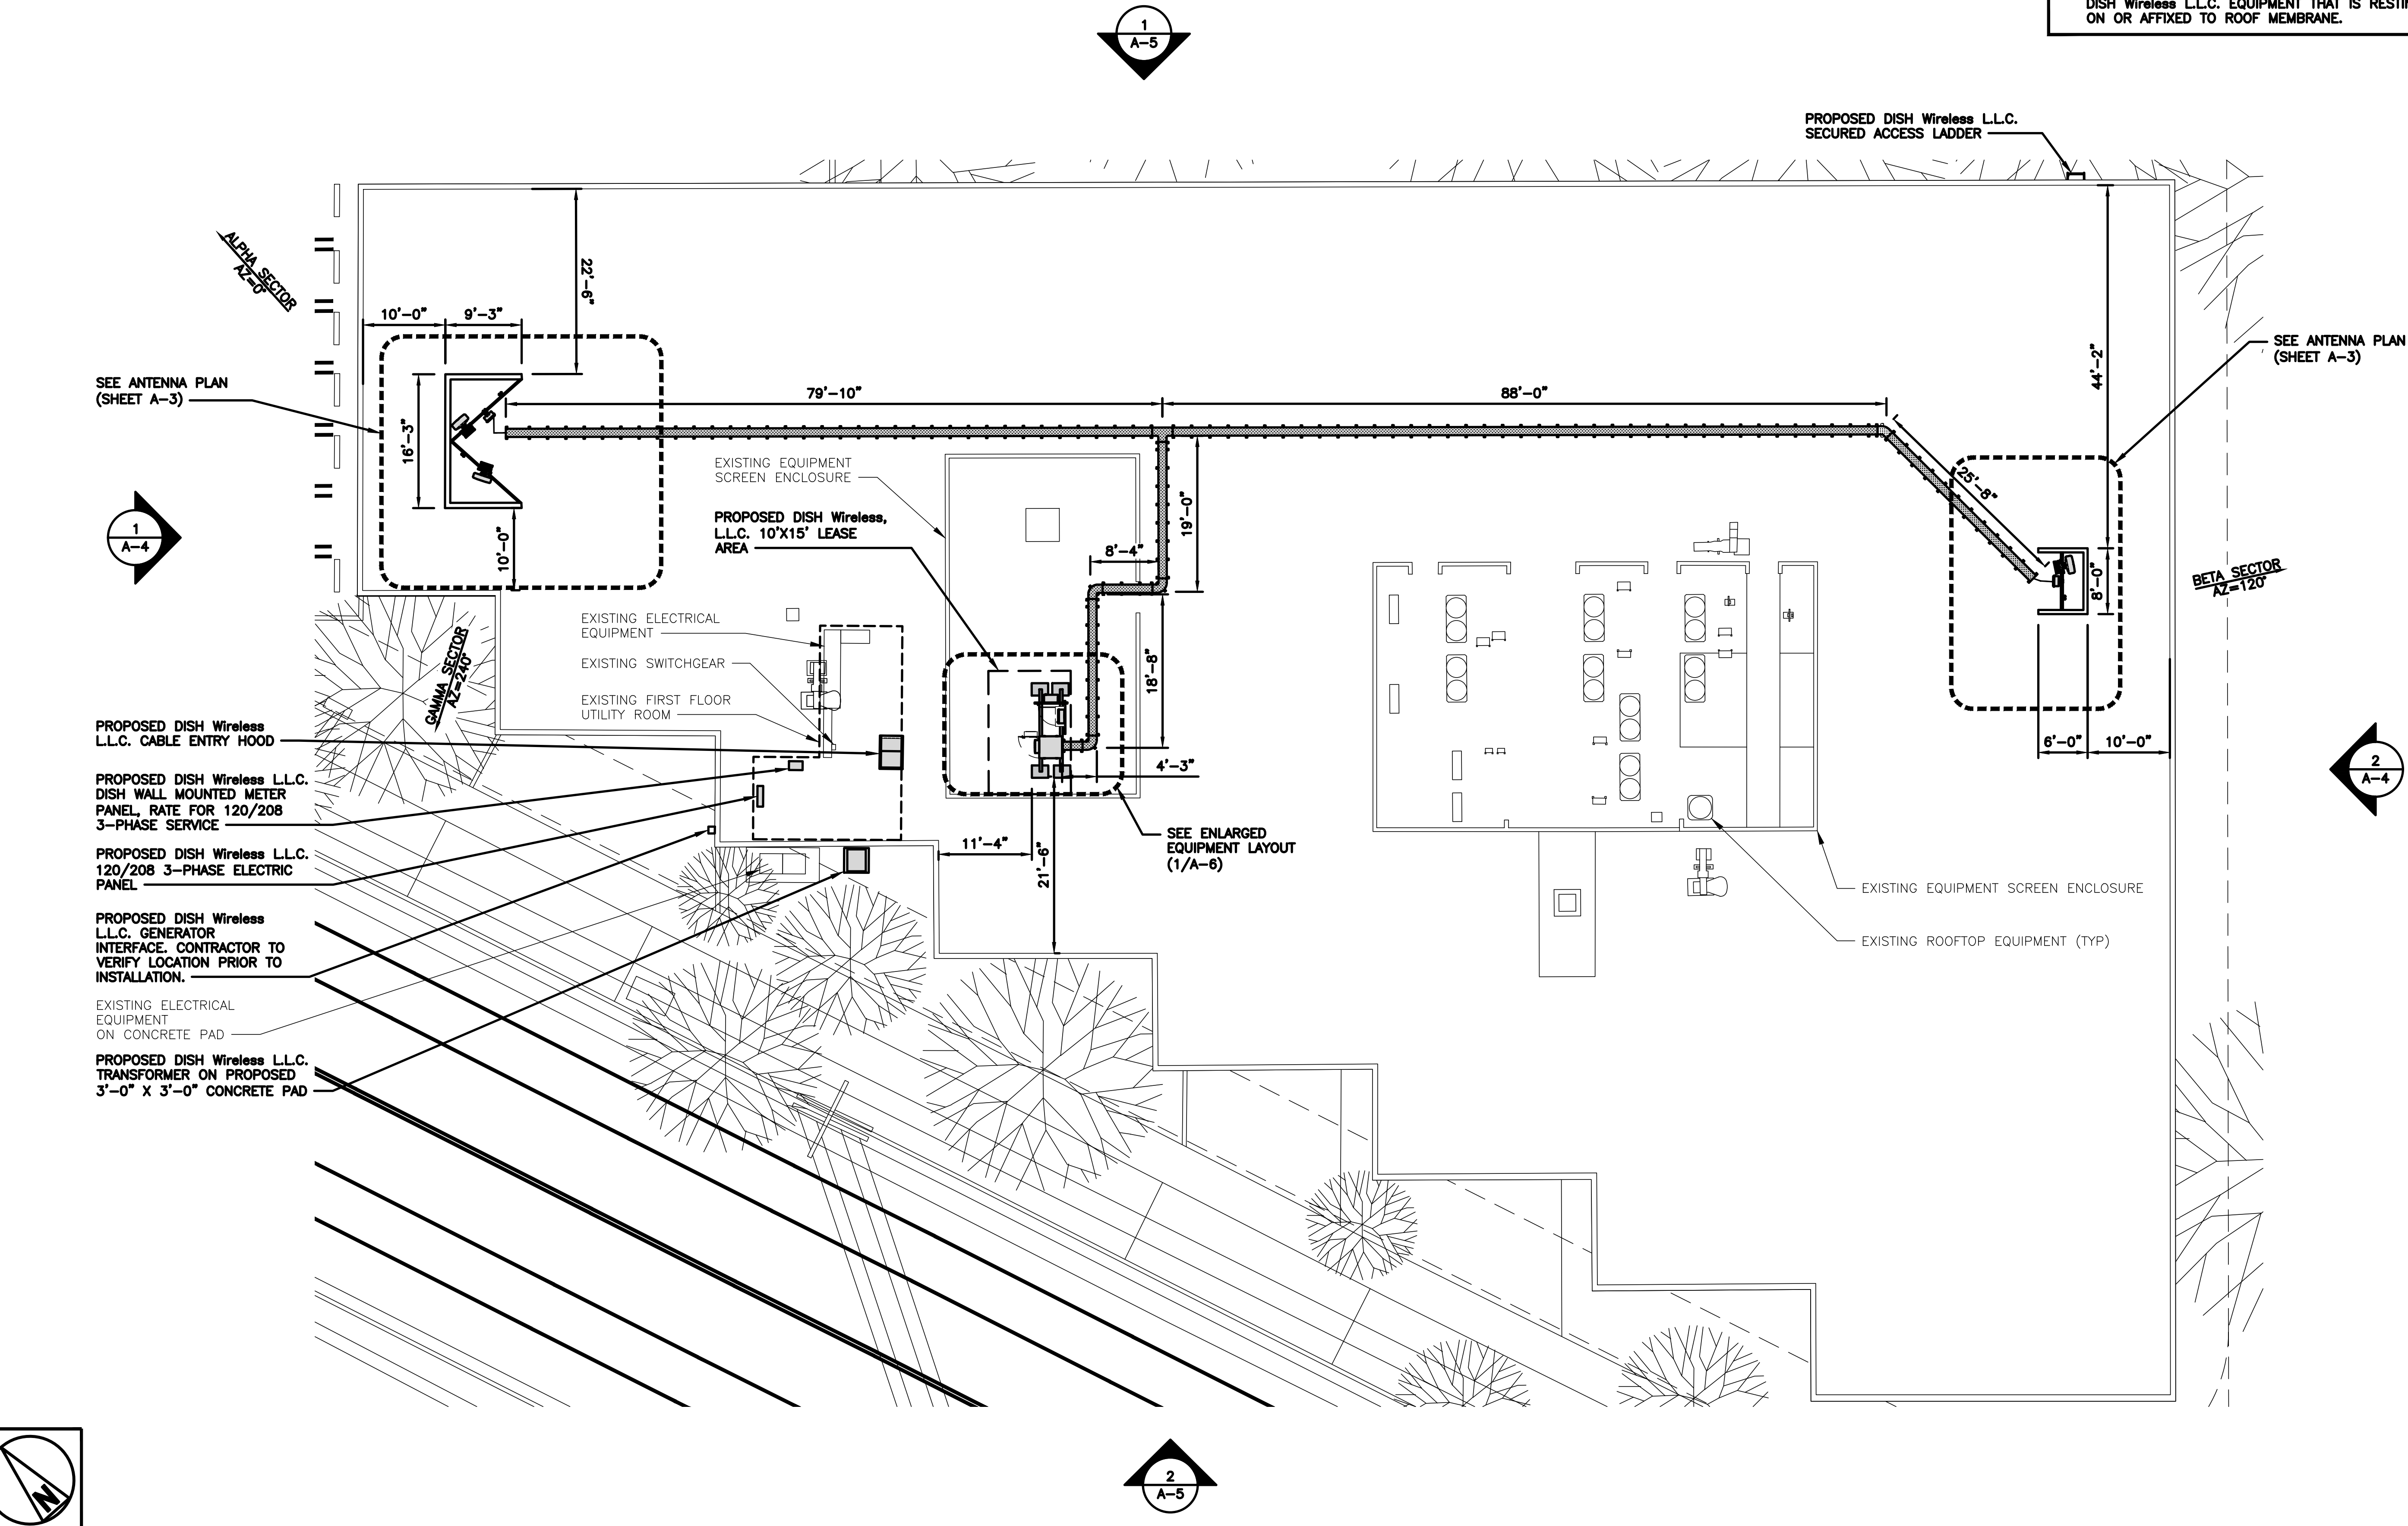 1
A-5
DISH Wireless L.L.C. EQUIPMENT THAT IS
ON OR AFFIXED TO ROOF MEMBRANE.
PROPOSED DISH Wireless L.L.C.
SECURED ACCESS LADDER
ALPHA SECTOR
AZ=0°
22'-6"
10'-0"
9'-3"
SEE ANTENNA PLAN
(SHEET A-3)
44'-2"
SEE ANTENNA PLAN
(SHEET A-3)
79'-10"
88'-0"
16'-3"
25'-8"
EXISTING EQUIPMENT
SCREEN ENCLOSURE
PROPOSED DISH Wireless,
L.L.C. 10'X15' LEASE
AREA
19'-0"
8'-4"
10'-0"
1
A-4
BETA SECTOR
AZ=120°
8'-0"
EXISTING ELECTRICAL
EQUIPMENT
EXISTING SWITCHGEAR
EXISTING FIRST FLOOR
UTILITY ROOM
GAMMA SECTOR
AZ=240°
18'-8"
PROPOSED DISH Wireless
L.L.C. CABLE ENTRY HOOD
6'-0"
10'-0"
4'-3"
2
A-4
PROPOSED DISH Wireless L.L.C.
DISH WALL MOUNTED METER
PANEL, RATE FOR 120/208
3-PHASE SERVICE
11'-4"
21'-6"
SEE ENLARGED
EQUIPMENT LAYOUT
(1/A-6)
PROPOSED DISH Wireless L.L.C.
120/208 3-PHASE ELECTRIC
PANEL
EXISTING EQUIPMENT SCREEN ENCLOSURE
PROPOSED DISH Wireless
L.L.C. GENERATOR
INTERFACE. CONTRACTOR TO
VERIFY LOCATION PRIOR TO
INSTALLATION.
EXISTING ROOFTOP EQUIPMENT (TYP)
EXISTING ELECTRICAL
EQUIPMENT
ON CONCRETE PAD
PROPOSED DISH Wireless L.L.C.
TRANSFORMER ON PROPOSED
3'-0" X 3'-0" CONCRETE PAD
N
2
A-5